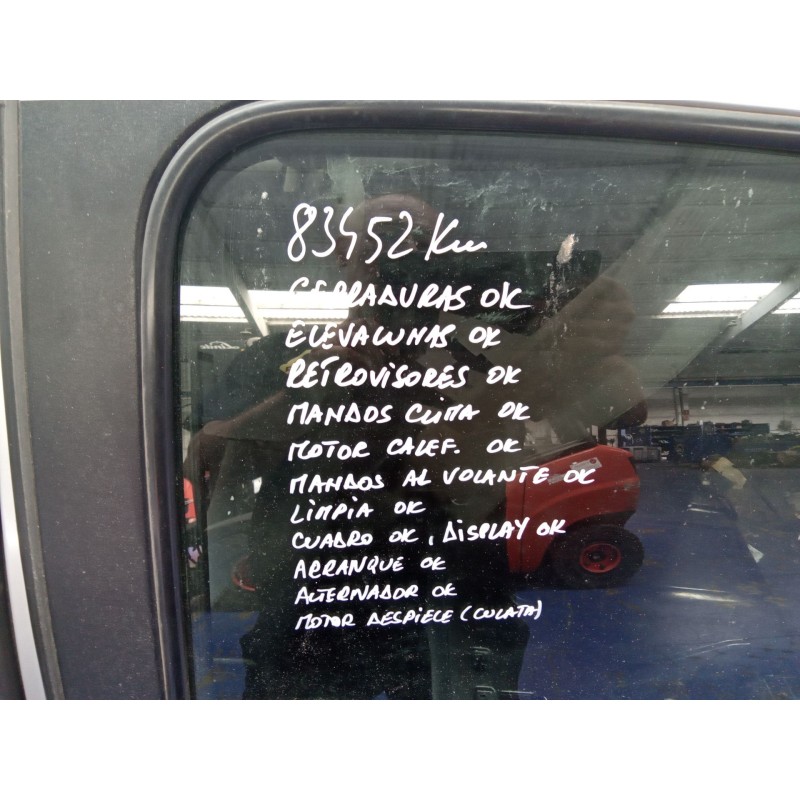 83452 Km
CERRADURAS OK
ELEVALUNAS OK
RETROVISORES OK
MANDOS CLIMA OK
MOTOR CALEF. OK
MANDOS AL VOLANTE OK
LIMPIA OK
CUADRO OK, DISPLAY OK
ARRANQUE OK
ALTERNADOR OK
MOTOR DESPIECE (CULATA)